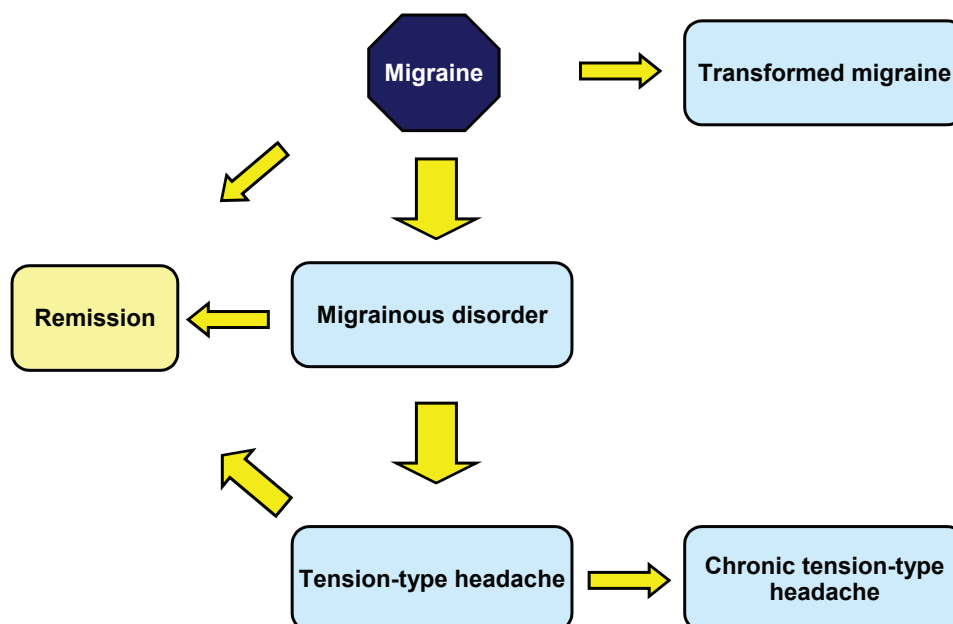 Migraine
Transformed migraine
Remission
Migrainous disorder
Tension-type headache
Chronic tension-type
headache